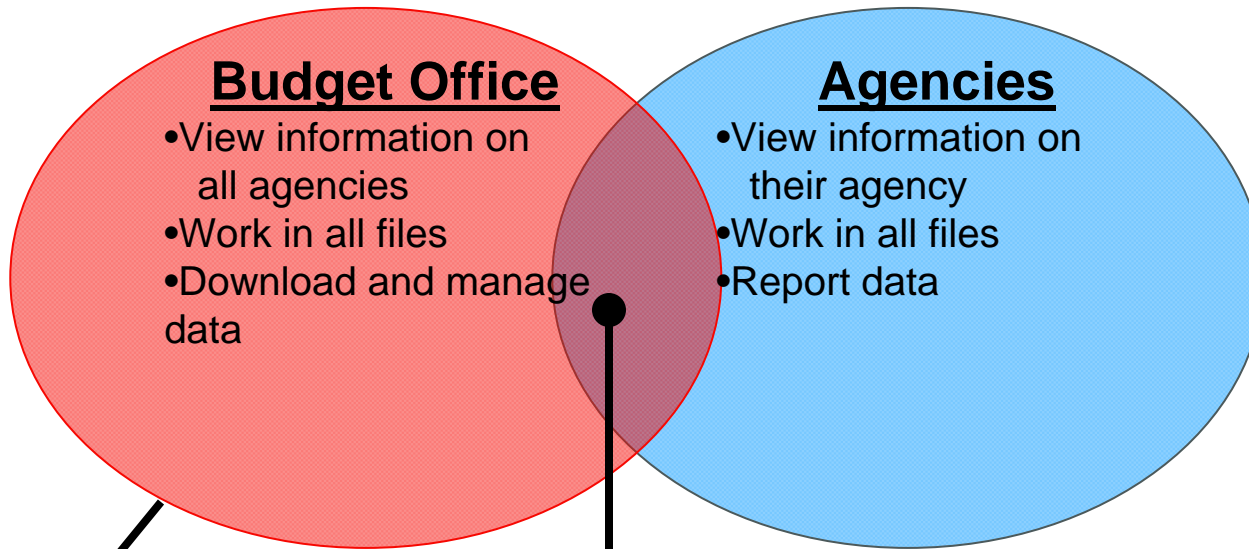 Budget Office
•View information on
all agencies
•Work in all files
•Download and manage
data
Agencies
•View information on
their agency
•Work in all files
•Report data